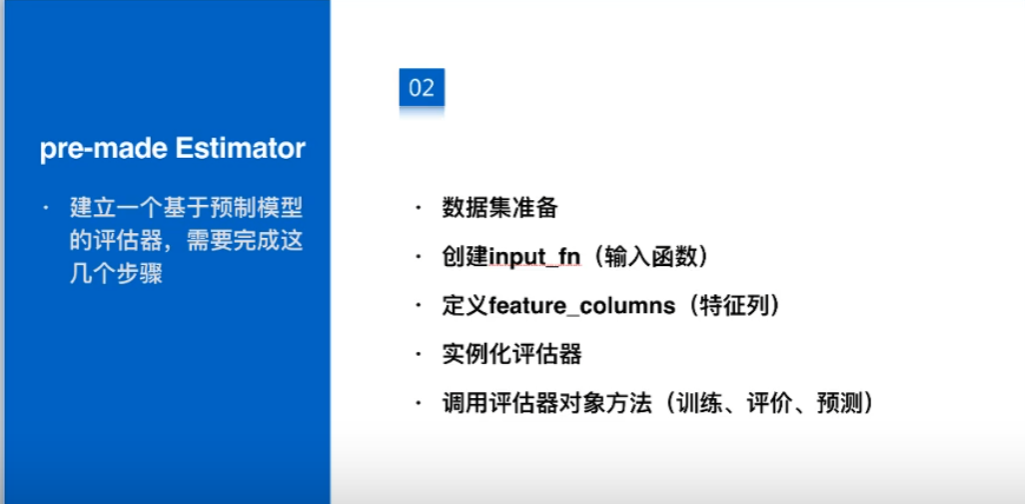 pre-made Estimator
· 建立一个基于预制模型
的评估器，需要完成这
几个步骤
02
· 数据集准备
· 创建input_fn（输入函数）
· 定义feature_columns（特征列）
· 实例化评估器
· 调用评估器对象方法（训练、评价、预测）